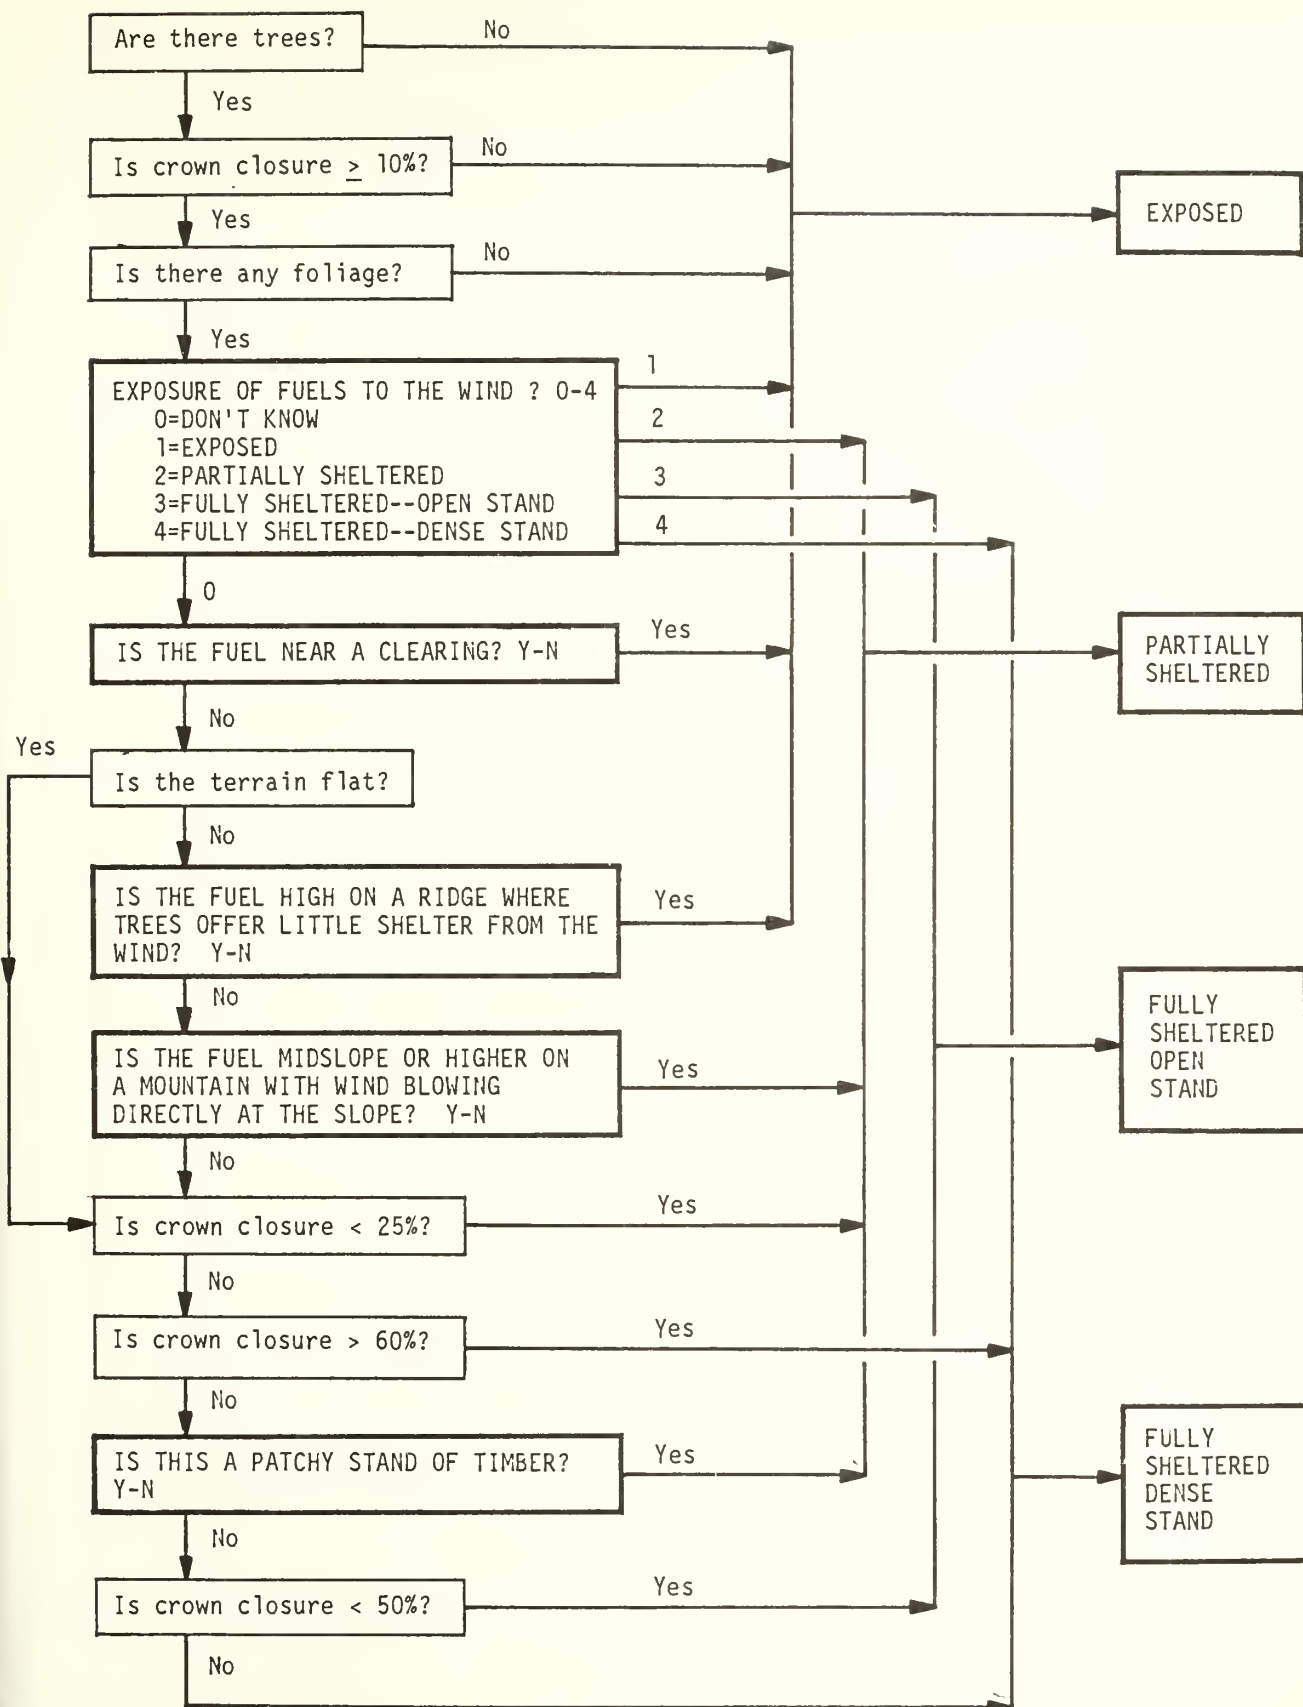 Are there trees?
No
Yes
Is crown closure ≥ 10%?
No
Yes
EXPOSED
Is there any foliage?
No
Yes
EXPOSURE OF FUELS TO THE WIND ? 0-4
0=DON'T KNOW
1=EXPOSED
2=PARTIALLY SHELTERED
3=FULLY SHELTERED--OPEN STAND
4=FULLY SHELTERED--DENSE STAND
1
2
3
4
0
IS THE FUEL NEAR A CLEARING? Y-N
Yes
PARTIALLY
SHELTERED
No
Yes
Is the terrain flat?
No
IS THE FUEL HIGH ON A RIDGE WHERE
TREES OFFER LITTLE SHELTER FROM THE
WIND? Y-N
Yes
No
FULLY
SHELTERED
OPEN
STAND
IS THE FUEL MIDSLOPE OR HIGHER ON
A MOUNTAIN WITH WIND BLOWING
DIRECTLY AT THE SLOPE? Y-N
Yes
No
Is crown closure < 25%?
Yes
No
Is crown closure > 60%?
Yes
No
IS THIS A PATCHY STAND OF TIMBER?
Y-N
Yes
FULLY
SHELTERED
DENSE
STAND
No
Is crown closure < 50%?
Yes
No